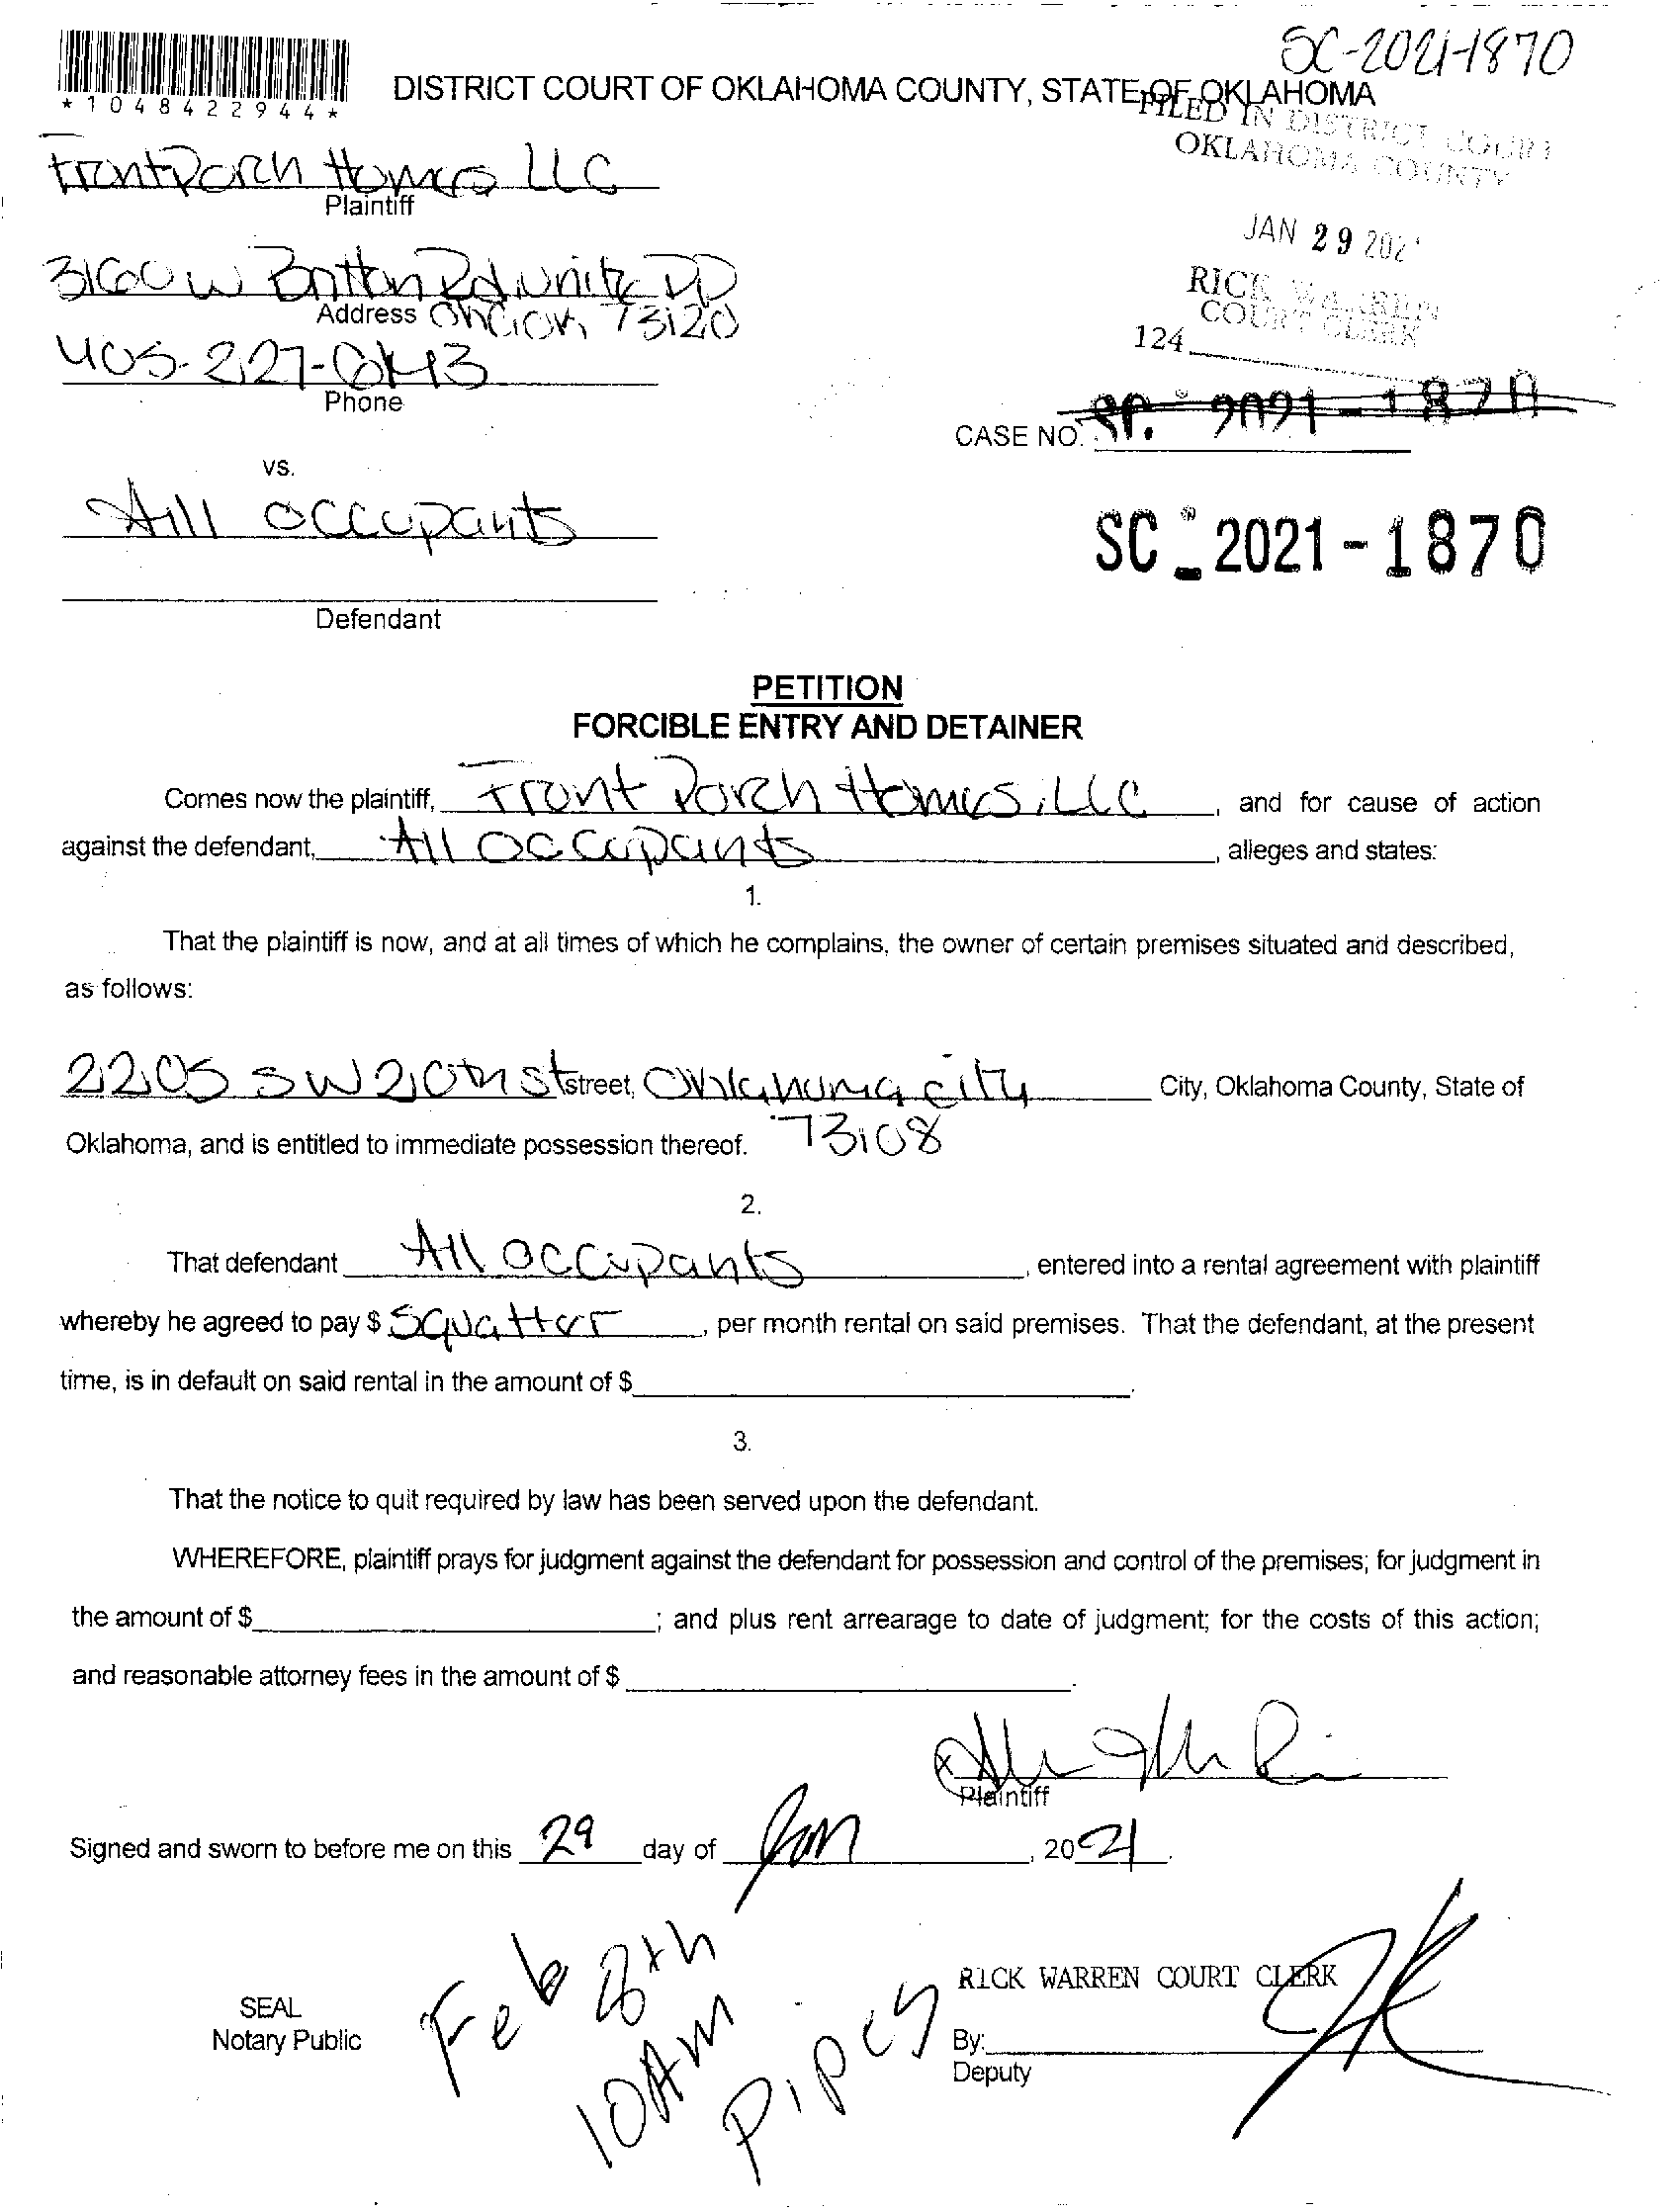 SC-2021-1870
*1048422944*
DISTRICT COURT OF OKLAHOMA COUNTY, STATE OF OKLAHOMA
FILED IN DISTRICT COURT
OKLAHOMA COUNTY
FrontPorch Homes LLC
Plaintiff
JAN 29 202
3160 W Britton Rd, Unit DD
RICK WARREN
COURT CLERK
Address 73120
124
405-227-
Phone
CASE NO. SC - 2021 - 1870
vs.
All occupants
SC - 2021 - 1870
Defendant
PETITION
FORCIBLE ENTRY AND DETAINER
Comes now the plaintiff, Front Porch Homes, LLC, and for cause of action
against the defendant, All Occupants, alleges and states:
1.
That the plaintiff is now, and at all times of which he complains, the owner of certain premises situated and described,
as follows:
2205 SW 20th St street, Oklahoma city City, Oklahoma County, State of
Oklahoma, and is entitled to immediate possession thereof. 73108
2.
That defendant All Occupants, entered into a rental agreement with plaintiff
whereby he agreed to pay $ Squatter, per month rental on said premises. That the defendant, at the present
time, is in default on said rental in the amount of $ .
3.
That the notice to quit required by law has been served upon the defendant.
WHEREFORE, plaintiff prays for judgment against the defendant for possession and control of the premises; for judgment in
the amount of $ ; and plus rent arrearage to date of judgment; for the costs of this action;
and reasonable attorney fees in the amount of $ .
Plaintiff
Signed and sworn to before me on this 29 day of Jan, 2021.
Feb 8th
10AM
Pipes
RICK WARREN COURT CLERK
SEAL
Notary Public
By:
Deputy